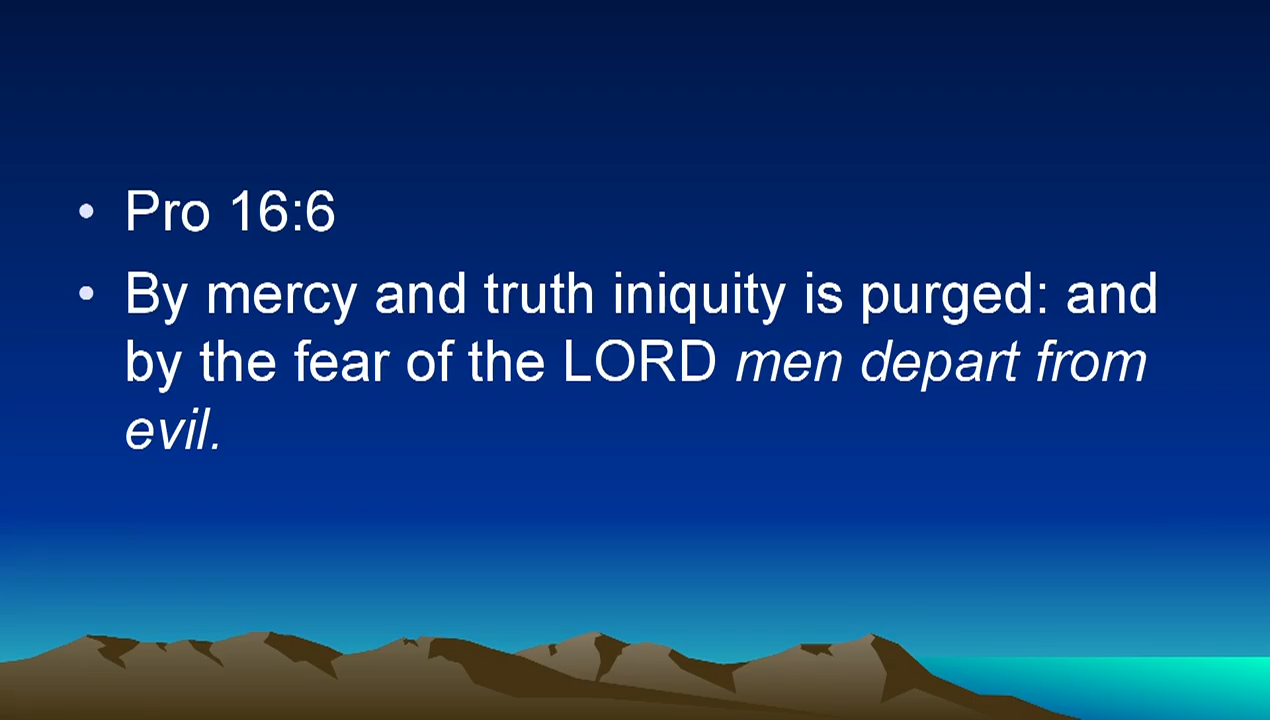 • Pro 16:6
• By mercy and truth iniquity is purged: and
by the fear of the LORD men depart from
evil.